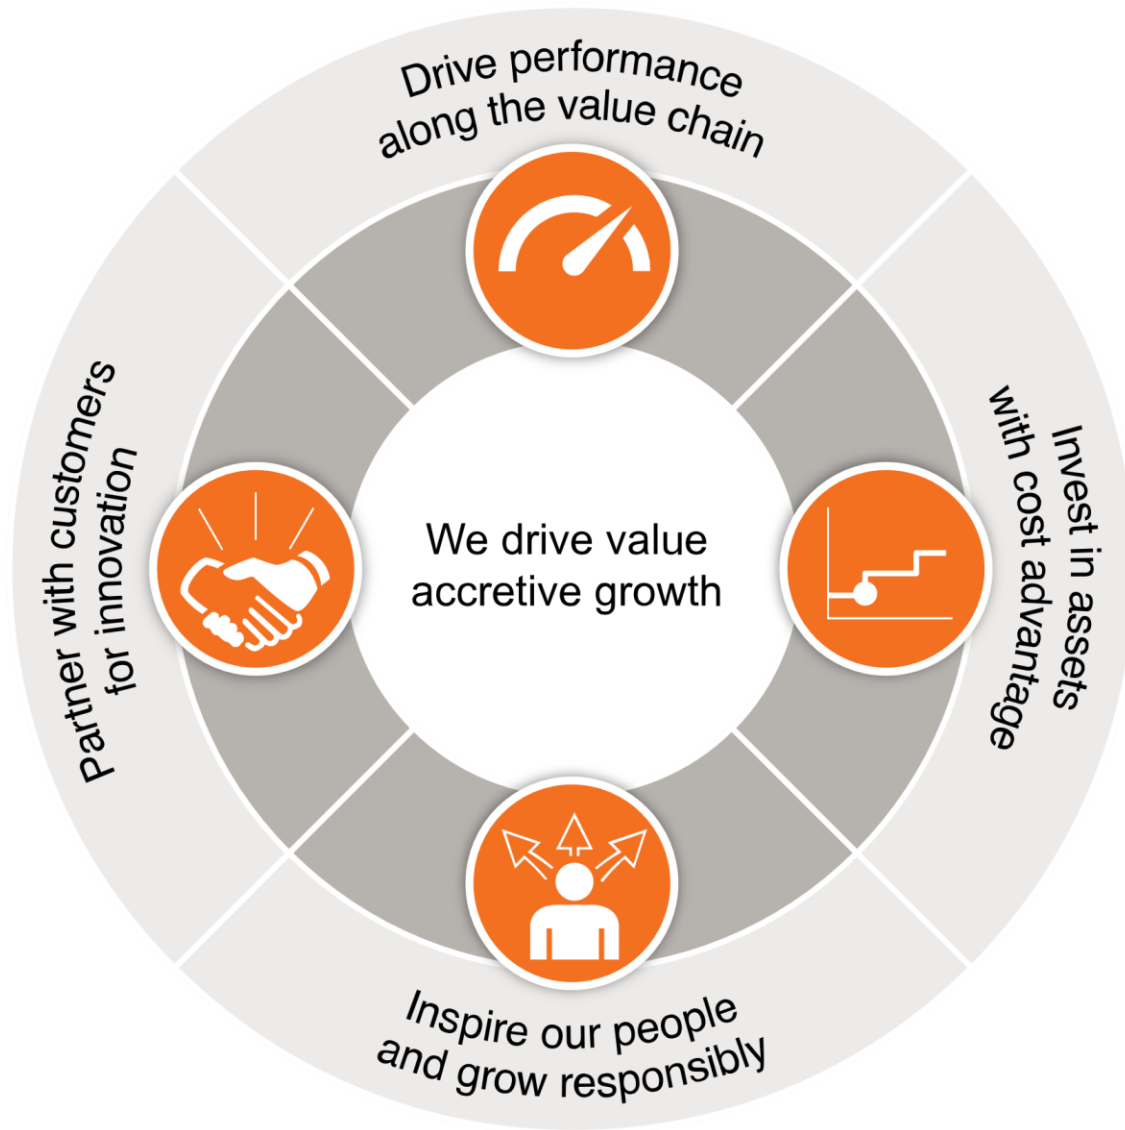 Drive performance
along the value chain
Partner with customers
for innovation
We drive value
accretive growth
Invest in assets
with cost advantage
Inspire our people
and grow responsibly